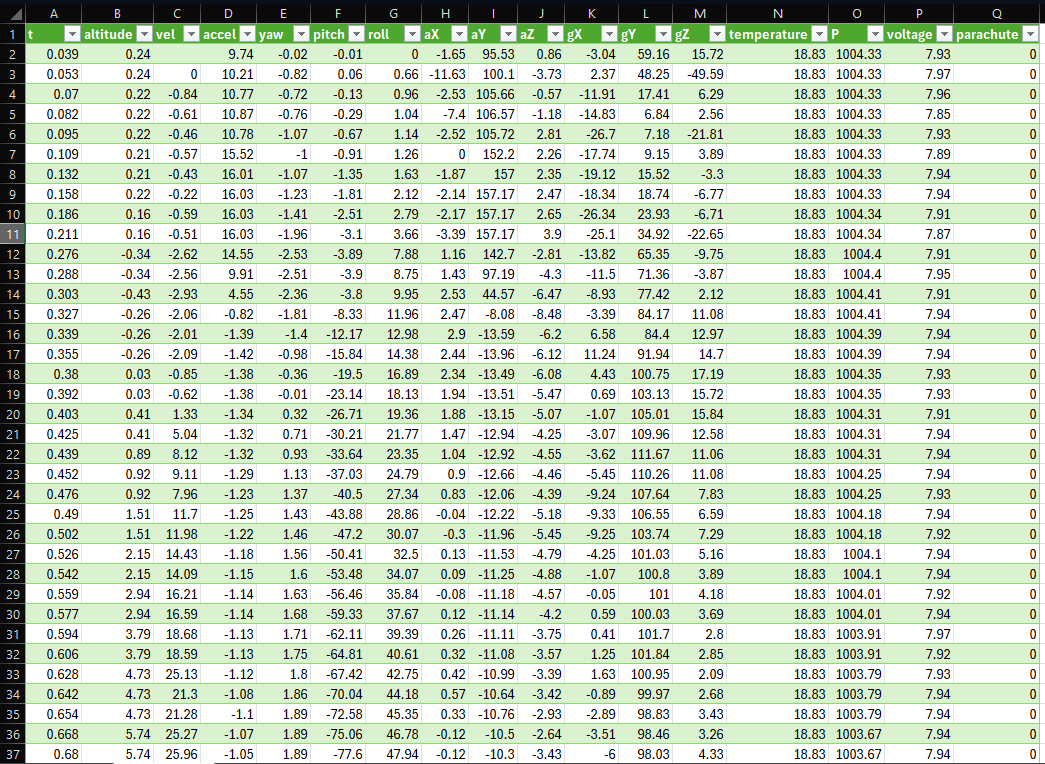 A B C D E F G H I J K L M N O P Q
1 t altitude vel accel yaw pitch roll aX aY aZ gX gY gZ temperature P voltage parachute
2 0.039 0.24 9.74 -0.02 -0.01 0 -1.65 95.53 0.86 -3.04 59.16 15.72 18.83 1004.33 7.93 0
3 0.053 0.24 0 10.21 -0.82 0.06 0.66 -11.63 100.1 -3.73 2.37 48.25 -49.59 18.83 1004.33 7.97 0
4 0.07 0.22 -0.84 10.77 -0.72 -0.13 0.96 -2.53 105.66 -0.57 -11.91 17.41 6.29 18.83 1004.33 7.96 0
5 0.082 0.22 -0.61 10.87 -0.76 -0.29 1.04 -7.4 106.57 -1.18 -14.83 6.84 2.56 18.83 1004.33 7.85 0
6 0.095 0.22 -0.46 10.78 -1.07 -0.67 1.14 -2.52 105.72 2.81 -26.7 7.18 -21.81 18.83 1004.33 7.93 0
7 0.109 0.21 -0.57 15.52 -1 -0.91 1.26 0 152.2 2.26 -17.74 9.15 3.89 18.83 1004.33 7.89 0
8 0.132 0.21 -0.43 16.01 -1.07 -1.35 1.63 -1.87 157 2.35 -19.12 15.52 -3.3 18.83 1004.33 7.94 0
9 0.158 0.22 -0.22 16.03 -1.23 -1.81 2.12 -2.14 157.17 2.47 -18.34 18.74 -6.77 18.83 1004.33 7.94 0
10 0.186 0.16 -0.59 16.03 -1.41 -2.51 2.79 -2.17 157.17 2.65 -26.34 23.93 -6.71 18.83 1004.34 7.91 0
11 0.211 0.16 -0.51 16.03 -1.96 -3.1 3.66 -3.39 157.17 3.9 -25.1 34.92 -22.65 18.83 1004.34 7.87 0
12 0.276 -0.34 -2.62 14.55 -2.53 -3.89 7.88 1.16 142.7 -2.81 -13.82 65.35 -9.75 18.83 1004.4 7.91 0
13 0.288 -0.34 -2.56 9.91 -2.51 -3.9 8.75 1.43 97.19 -4.3 -11.5 71.36 -3.87 18.83 1004.4 7.95 0
14 0.303 -0.43 -2.93 4.55 -2.36 -3.8 9.95 2.53 44.57 -6.47 -8.93 77.42 2.12 18.83 1004.41 7.91 0
15 0.327 -0.26 -2.06 -0.82 -1.81 -8.33 11.96 2.47 -8.08 -8.48 -3.39 84.17 11.08 18.83 1004.41 7.94 0
16 0.339 -0.26 -2.01 -1.39 -1.4 -12.17 12.98 2.9 -13.59 -6.2 6.58 84.4 12.97 18.83 1004.39 7.94 0
17 0.355 -0.26 -2.09 -1.42 -0.98 -15.84 14.38 2.44 -13.96 -6.12 11.24 91.94 14.7 18.83 1004.39 7.94 0
18 0.38 0.03 -0.85 -1.38 -0.36 -19.5 16.89 2.34 -13.49 -6.08 4.43 100.75 17.19 18.83 1004.35 7.93 0
19 0.392 0.03 -0.62 -1.38 -0.01 -23.14 18.13 1.94 -13.51 -5.47 0.69 103.13 15.72 18.83 1004.35 7.93 0
20 0.403 0.41 1.33 -1.34 0.32 -26.71 19.36 1.88 -13.15 -5.07 -1.07 105.01 15.84 18.83 1004.31 7.91 0
21 0.425 0.41 5.04 -1.32 0.71 -30.21 21.77 1.47 -12.94 -4.25 -3.07 109.96 12.58 18.83 1004.31 7.94 0
22 0.439 0.89 8.12 -1.32 0.93 -33.64 23.35 1.04 -12.92 -4.55 -3.62 111.67 11.06 18.83 1004.31 7.94 0
23 0.452 0.92 9.11 -1.29 1.13 -37.03 24.79 0.9 -12.66 -4.46 -5.45 110.26 11.08 18.83 1004.25 7.94 0
24 0.476 0.92 7.96 -1.23 1.37 -40.5 27.34 0.83 -12.06 -4.39 -9.24 107.64 7.83 18.83 1004.25 7.93 0
25 0.49 1.51 11.7 -1.25 1.43 -43.88 28.86 -0.04 -12.22 -5.18 -9.33 106.55 6.59 18.83 1004.18 7.94 0
26 0.502 1.51 11.98 -1.22 1.46 -47.2 30.07 -0.3 -11.96 -5.45 -9.25 103.74 7.29 18.83 1004.18 7.92 0
27 0.526 2.15 14.43 -1.18 1.56 -50.41 32.5 0.13 -11.53 -4.79 -4.25 101.03 5.16 18.83 1004.1 7.94 0
28 0.542 2.15 14.09 -1.15 1.6 -53.48 34.07 0.09 -11.25 -4.88 -1.07 100.8 3.89 18.83 1004.1 7.94 0
29 0.559 2.94 16.21 -1.14 1.63 -56.46 35.84 -0.08 -11.18 -4.57 -0.05 101 4.18 18.83 1004.01 7.92 0
30 0.577 2.94 16.59 -1.14 1.68 -59.33 37.67 0.12 -11.14 -4.2 0.59 100.03 3.69 18.83 1004.01 7.94 0
31 0.594 3.79 18.68 -1.13 1.71 -62.11 39.39 0.26 -11.11 -3.75 0.41 101.7 2.8 18.83 1003.91 7.97 0
32 0.606 3.79 18.59 -1.13 1.75 -64.81 40.61 0.32 -11.08 -3.57 1.25 101.84 2.85 18.83 1003.91 7.92 0
33 0.628 4.73 25.13 -1.12 1.8 -67.42 42.75 0.42 -10.99 -3.39 1.63 100.95 2.09 18.83 1003.79 7.93 0
34 0.642 4.73 21.3 -1.08 1.86 -70.04 44.18 0.57 -10.64 -3.42 -0.89 99.97 2.68 18.83 1003.79 7.94 0
35 0.654 4.73 21.28 -1.1 1.89 -72.58 45.35 0.33 -10.76 -2.93 -2.89 98.83 3.43 18.83 1003.79 7.94 0
36 0.668 5.74 25.27 -1.07 1.89 -75.06 46.78 -0.12 -10.5 -2.64 -3.51 98.46 3.26 18.83 1003.67 7.94 0
37 0.68 5.74 25.96 -1.05 1.89 -77.6 47.94 -0.12 -10.3 -3.43 -6 98.03 4.33 18.83 1003.67 7.94 0